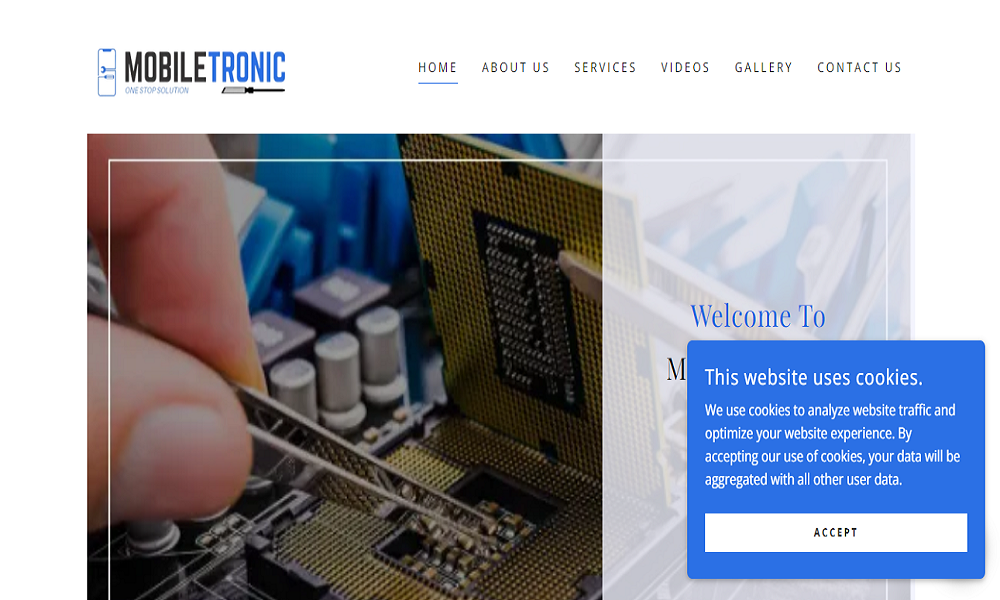 MOBILETRONIC
ONE STOP SOLUTION
HOME ABOUT US SERVICES VIDEOS GALLERY CONTACT US
Welcome To
M
This website uses cookies.
We use cookies to analyze website traffic and
optimize your website experience. By
accepting our use of cookies, your data will be
aggregated with all other user data.
ACCEPT